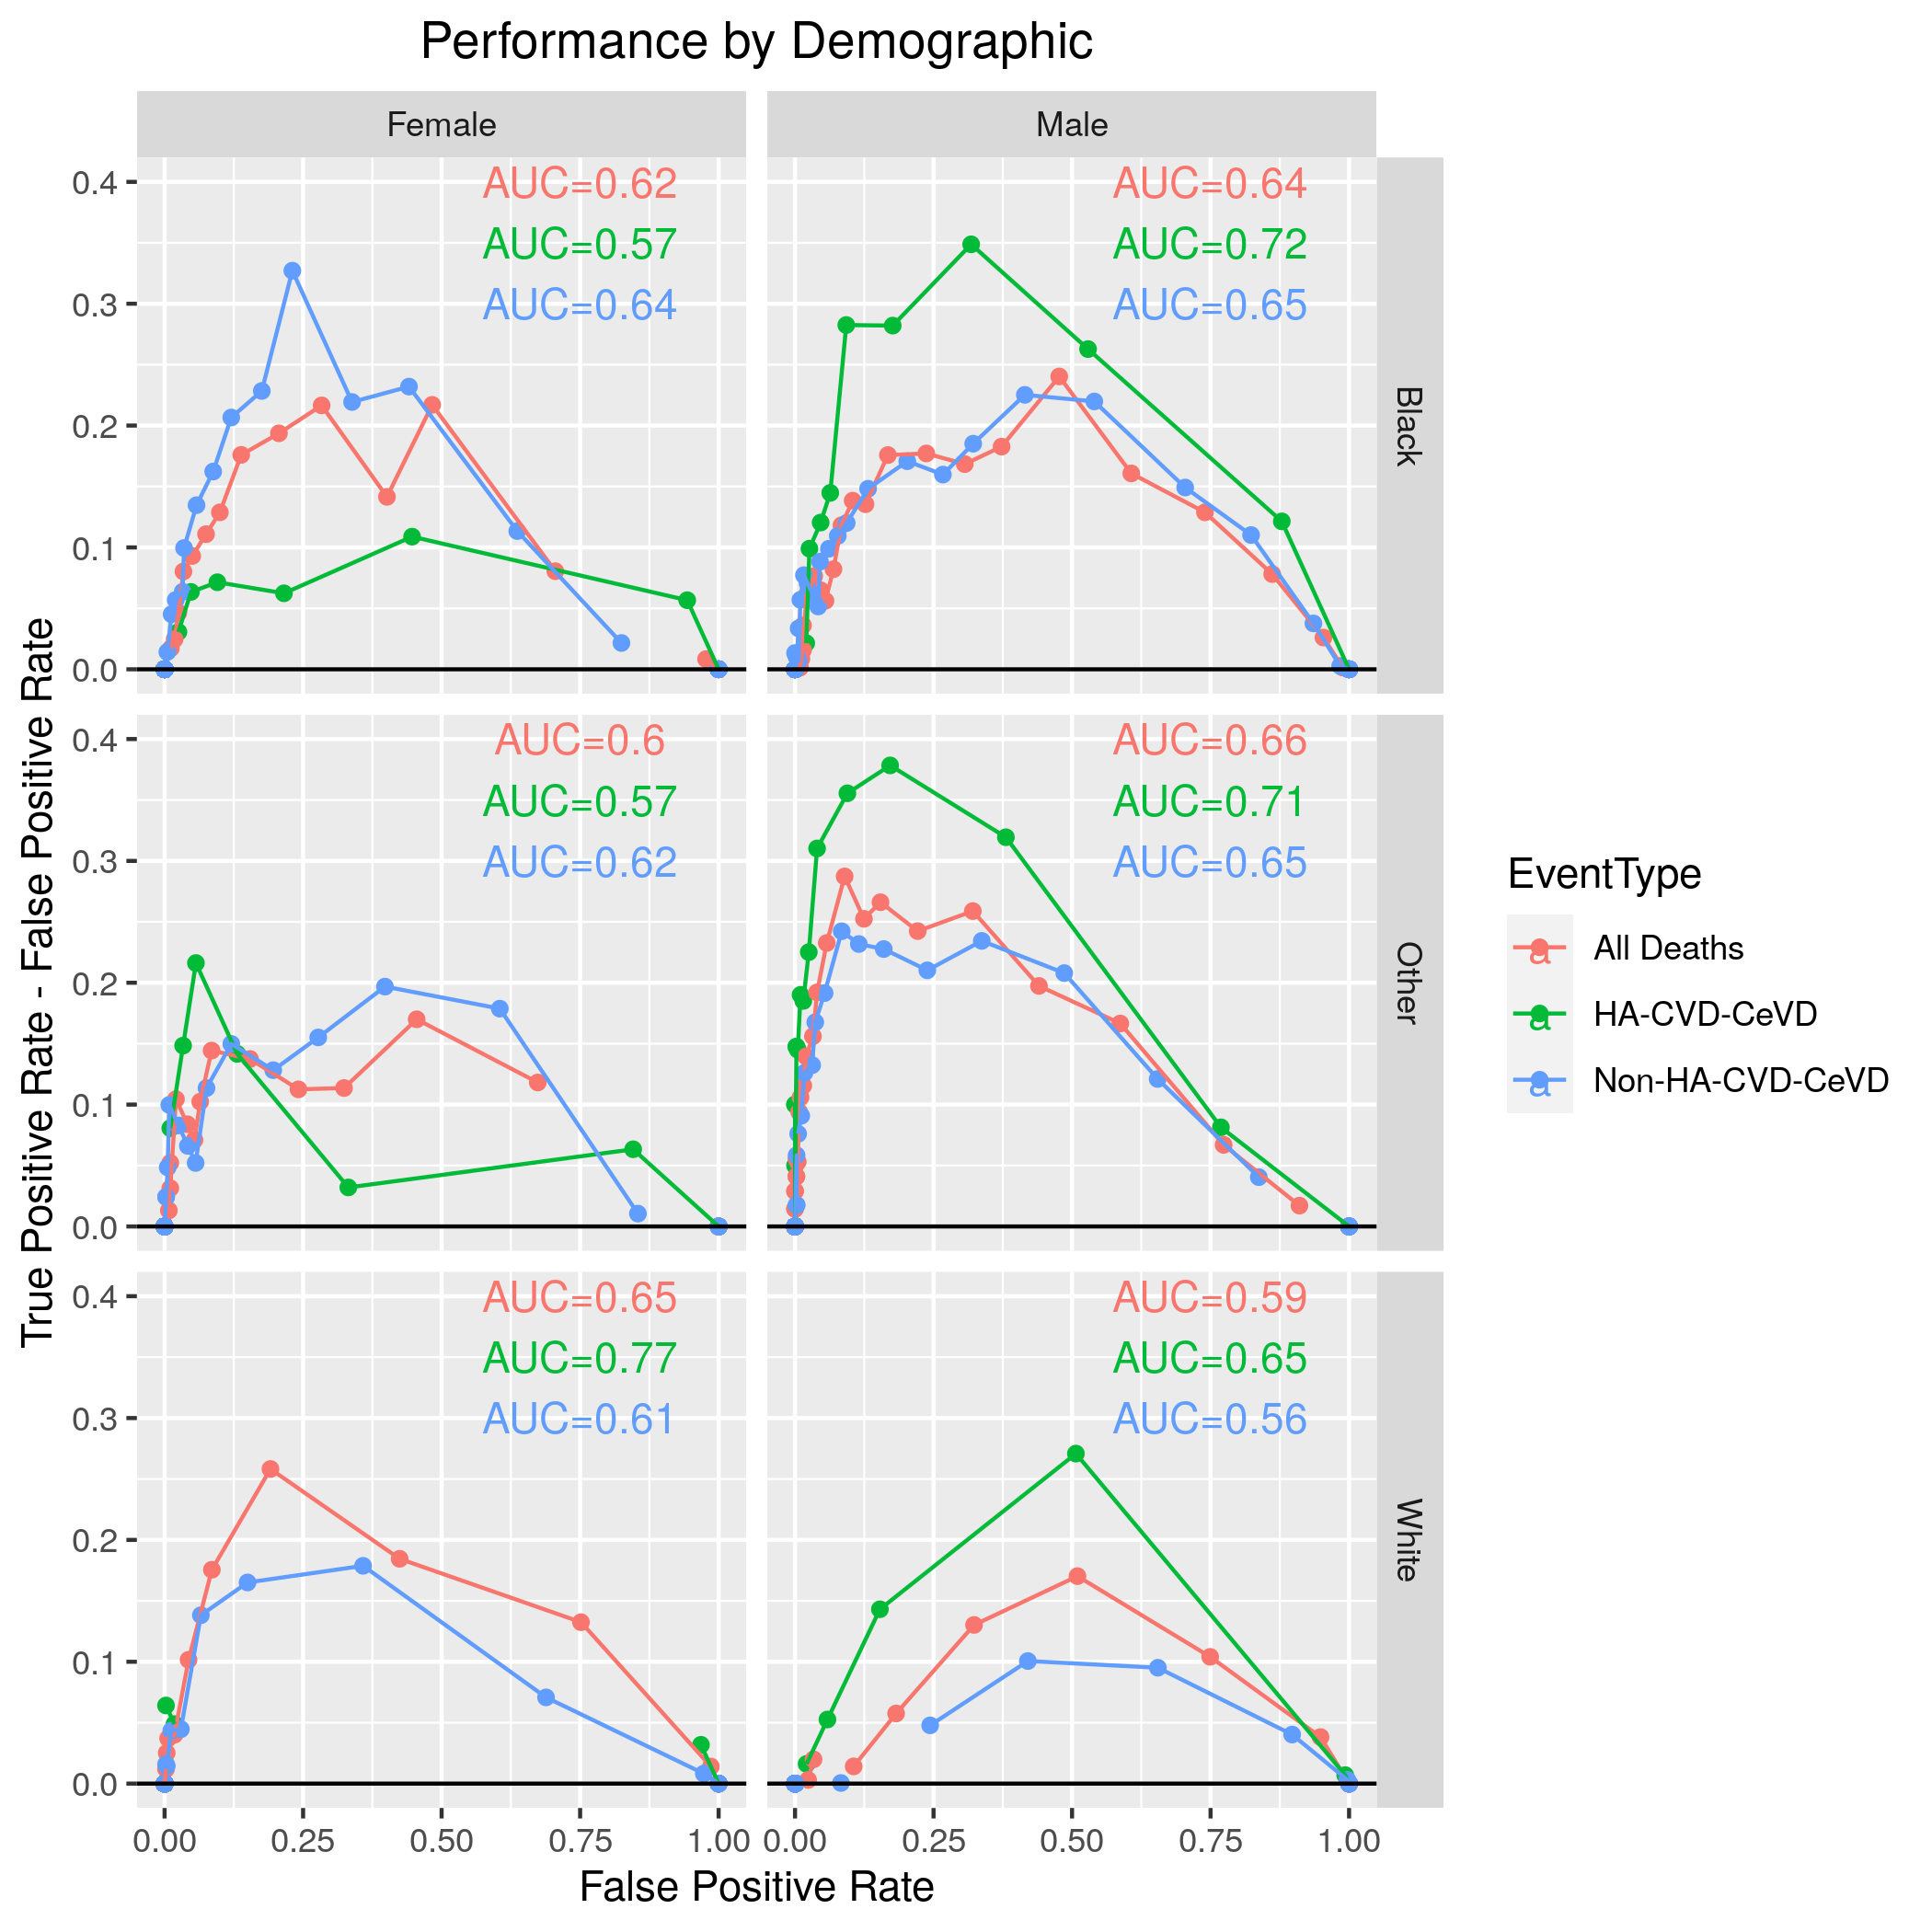 Performance by Demographic
Female
Male
AUC=0.62
AUC=0.57
AUC=0.64
AUC=0.64
AUC=0.72
AUC=0.65
Black
0.4
0.3
0.2
0.1
0.0
AUC=0.6
AUC=0.57
AUC=0.62
AUC=0.66
AUC=0.71
AUC=0.65
Other
0.4
0.3
0.2
0.1
0.0
AUC=0.65
AUC=0.77
AUC=0.61
AUC=0.59
AUC=0.65
AUC=0.56
White
0.4
0.3
0.2
0.1
0.0
0.00 0.25 0.50 0.75 1.00
0.00 0.25 0.50 0.75 1.00
False Positive Rate
True Positive Rate - False Positive Rate
EventType
a All Deaths
a HA-CVD-CeVD
a Non-HA-CVD-CeVD